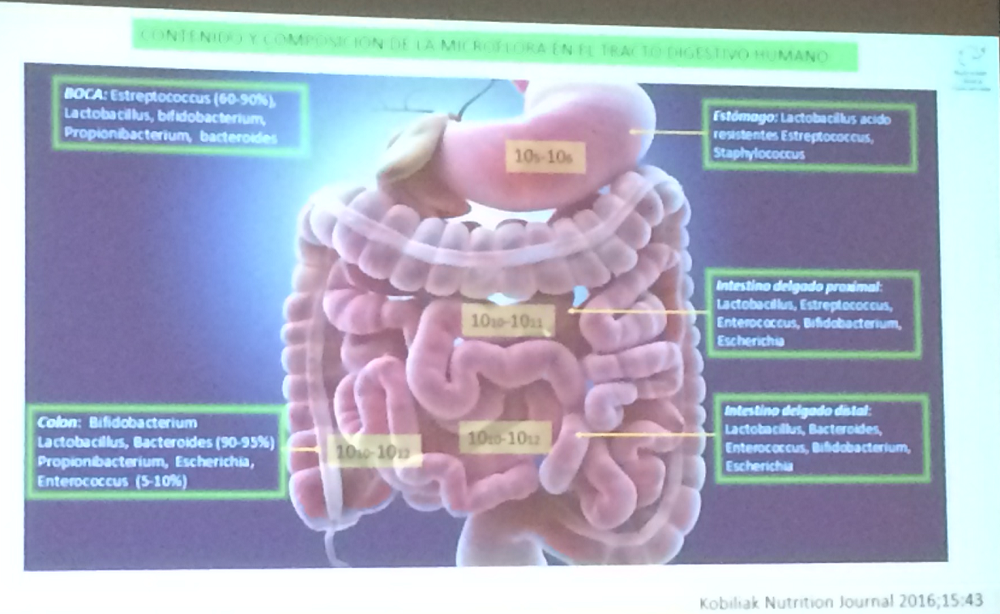 CONTENIDO Y COMPOSICION DE LA MICROFLORA EN EL TRACTO DIGESTIVO HUMANO
BOCA: Estreptococcus (60-90%),
Lactobacillus, bifidobacterium,
Propionibacterium, bacteroides
Estómago: Lactobacillus acido
resistentes Estreptococcus,
Staphylococcus
10₅-10₆
Intestino delgado proximal:
Lactobacillus, Estreptococcus,
Enterococcus, Bifidobacterium,
Escherichia
10₁₀-10₁₁
Colon: Bifidobacterium
Lactobacillus, Bacteroides (90-95%)
Propionibacterium, Escherichia,
Enterococcus (5-10%)
10₁₀-10₁₂
10₁₀-10₁₂
Intestino delgado distal:
Lactobacillus, Bacteroides,
Enterococcus, Bifidobacterium,
Escherichia
Kobiliak Nutrition Journal 2016;15:43